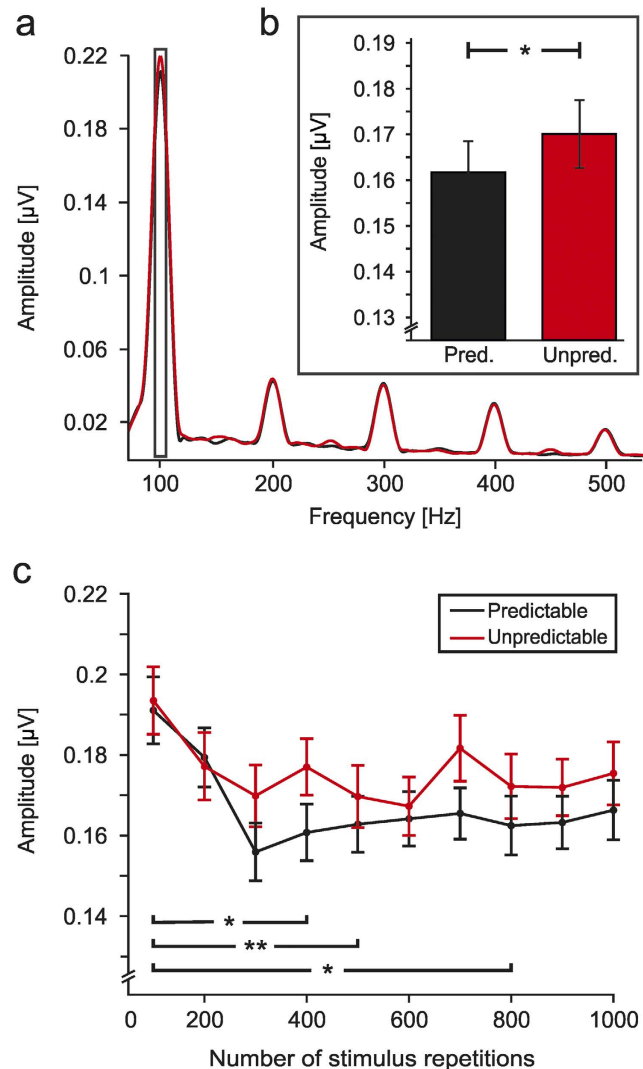 a
Amplitude [µV]
0.22
0.18
0.14
0.1
0.06
0.02
100
200
300
400
500
Frequency [Hz]
b
Amplitude [µV]
0.19
0.18
0.17
0.16
0.15
0.14
0.13
*
Pred.
Unpred.
c
Amplitude [µV]
0.22
0.2
0.18
0.16
0.14
Predictable
Unpredictable
*
**
*
0
200
400
600
800
1000
Number of stimulus repetitions